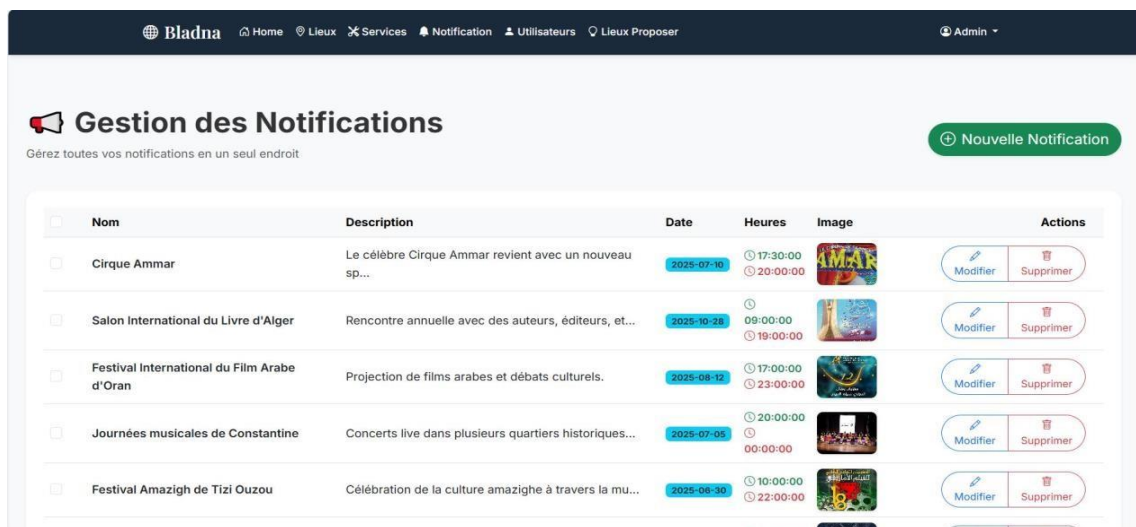 Bladna Home Lieux Services Notification Utilisateurs Lieux Proposer Admin
Gestion des Notifications
Nouvelle Notification
Gérez toutes vos notifications en un seul endroit
Nom Description Date Heures Image Actions
Cirque Ammar
Le célèbre Cirque Ammar revient avec un nouveau
sp...
2025-07-10
17:30:00
20:00:00
AMAR
Modifier
Supprimer
Salon International du Livre d'Alger
Rencontre annuelle avec des auteurs, éditeurs, et...
2025-10-28
09:00:00
19:00:00
Modifier
Supprimer
Festival International du Film Arabe
d'Oran
Projection de films arabes et débats culturels.
2025-08-12
17:00:00
23:00:00
12
Modifier
Supprimer
Journées musicales de Constantine
Concerts live dans plusieurs quartiers historiques...
2025-07-05
20:00:00
00:00:00
Modifier
Supprimer
Festival Amazigh de Tizi Ouzou
Célébration de la culture amazighe à travers la mu...
2025-08-30
10:00:00
22:00:00
18
Modifier
Supprimer